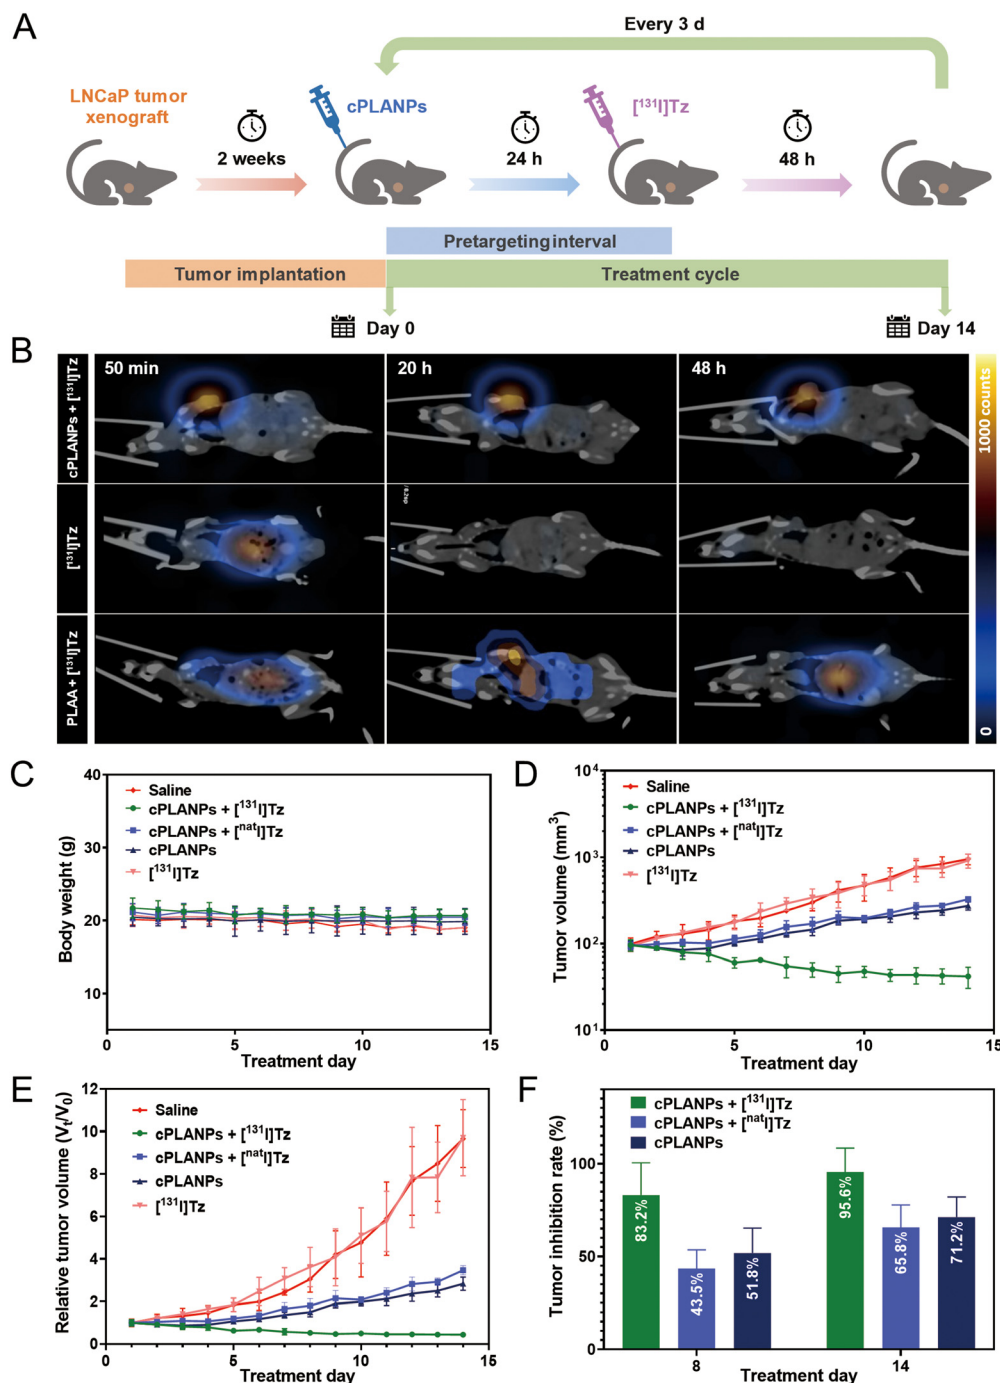 A
Every 3 d
LNCaP tumor
xenograft
cPLANPs
[¹³¹I]Tz
2 weeks
24 h
48 h
Pretargeting interval
Tumor implantation
Treatment cycle
Day 0
Day 14
B
50 min
20 h
48 h
cPLANPs + [¹³¹I]Tz
[¹³¹I]Tz
PLAA + [¹³¹I]Tz
1000 counts
0
C
40
30
20
10
Body weight (g)
Saline
cPLANPs + [¹³¹I]Tz
cPLANPs + [ⁿᵃᵗI]Tz
cPLANPs
[¹³¹I]Tz
0
5
10
15
Treatment day
D
10⁴
10³
10²
10¹
Tumor volume (mm³)
Saline
cPLANPs + [¹³¹I]Tz
cPLANPs + [ⁿᵃᵗI]Tz
cPLANPs
[¹³¹I]Tz
0
5
10
15
Treatment day
E
12
10
8
6
4
2
0
Relative tumor volume (Vₜ/V₀)
Saline
cPLANPs + [¹³¹I]Tz
cPLANPs + [ⁿᵃᵗI]Tz
cPLANPs
[¹³¹I]Tz
0
5
10
15
Treatment day
F
100
50
0
Tumor inhibition rate (%)
cPLANPs + [¹³¹I]Tz
cPLANPs + [ⁿᵃᵗI]Tz
cPLANPs
83.2%
43.5%
51.8%
95.6%
65.8%
71.2%
8
14
Treatment day